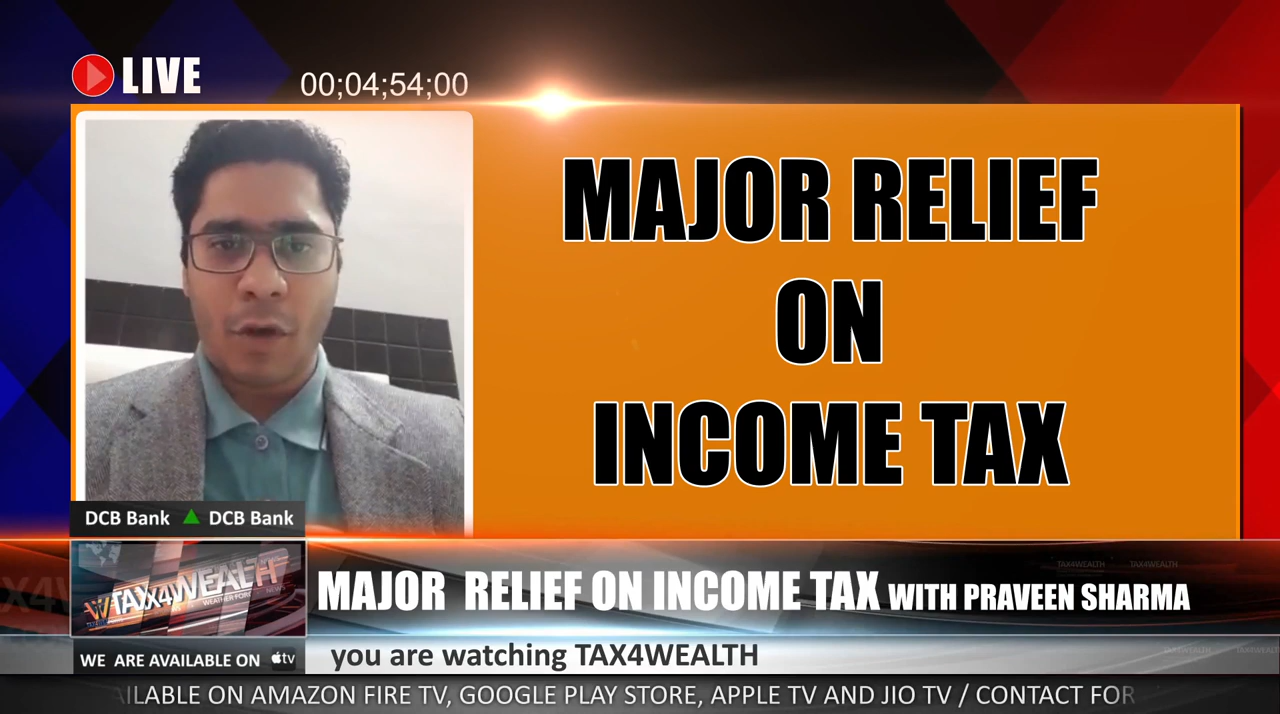 LIVE
00;04;54;00
MAJOR RELIEF
ON
INCOME TAX
DCB Bank DCB Bank
TAX4WEALTH
MAJOR RELIEF ON INCOME TAX WITH PRAVEEN SHARMA
TAX4WEALTH TAX4WEALTH
WE ARE AVAILABLE ON tv
you are watching TAX4WEALTH
ILABLE ON AMAZON FIRE TV, GOOGLE PLAY STORE, APPLE TV AND JIO TV / CONTACT FOR